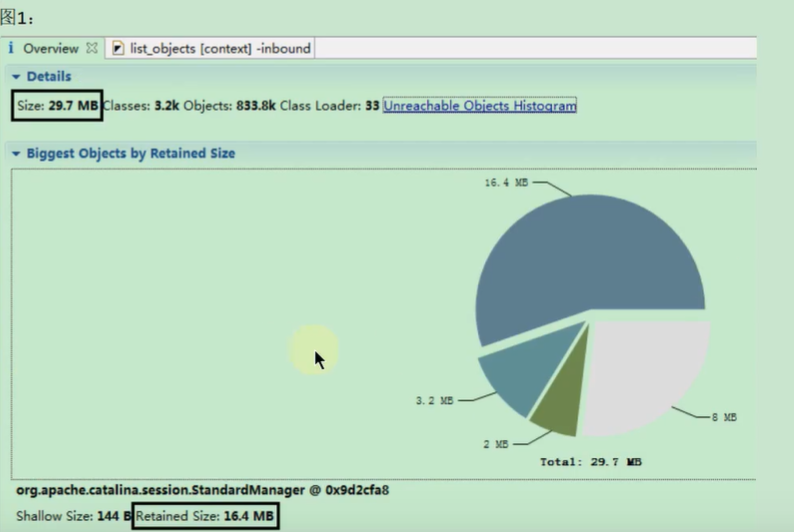 图1：
i Overview list_objects [context] -inbound
Details
Size: 29.7 MB Classes: 3.2k Objects: 833.8k Class Loader: 33 Unreachable Objects Histogram
Biggest Objects by Retained Size
16.4 MB
3.2 MB
8 MB
2 MB
Total: 29.7 MB
org.apache.catalina.session.StandardManager @ 0x9d2cfa8
Shallow Size: 144 B Retained Size: 16.4 MB